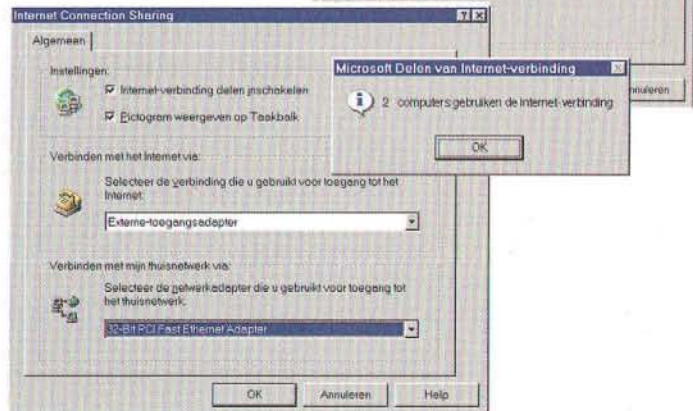 Internet Connection Sharing
Algemeen
Instellingen:
Internet-verbinding delen inschakelen
Pictogram weergeven op Taakbalk
Verbinden met het Internet via:
Selecteer de verbinding die u gebruikt voor toegang tot het
Internet:
Externe-toegangsadapter
Verbinden met mijn thuisnetwerk via:
Selecteer de netwerkadapter die u gebruikt voor toegang tot
het thuisnetwerk:
32-Bit PCI Fast Ethernet Adapter
OK
Annuleren
Help
Microsoft Delen van Internet-verbinding
2 computers gebruiken de Internet-verbinding
OK